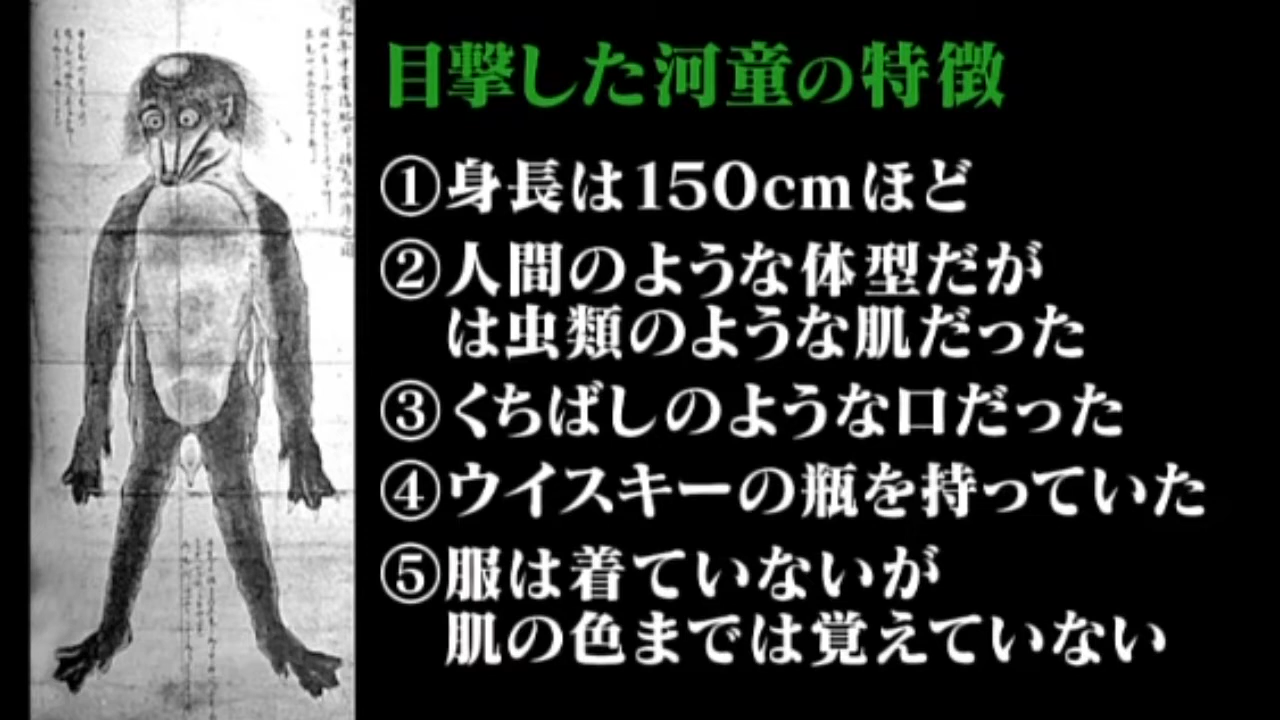 目撃した河童の特徴
①身長は150cmほど
②人間のような体型だが
は虫類のような肌だった
③くちばしのような口だった
④ウイスキーの瓶を持っていた
⑤服は着ていないが
肌の色までは覚えていない